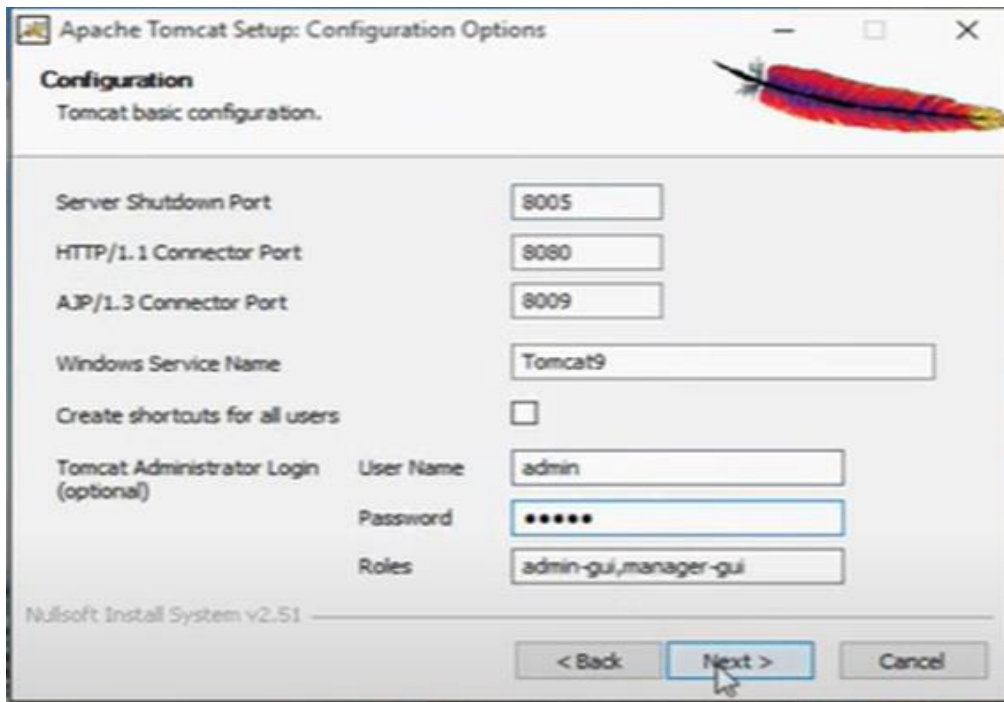 Apache Tomcat Setup: Configuration Options
Configuration
Tomcat basic configuration.
Server Shutdown Port 8005
HTTP/1.1 Connector Port 8080
AJP/1.3 Connector Port 8009
Windows Service Name Tomcat9
Create shortcuts for all users
Tomcat Administrator Login User Name admin
(optional)
Password •••••
Roles admin-gui,manager-gui
Nullsoft Install System v2.51
< Back Next > Cancel